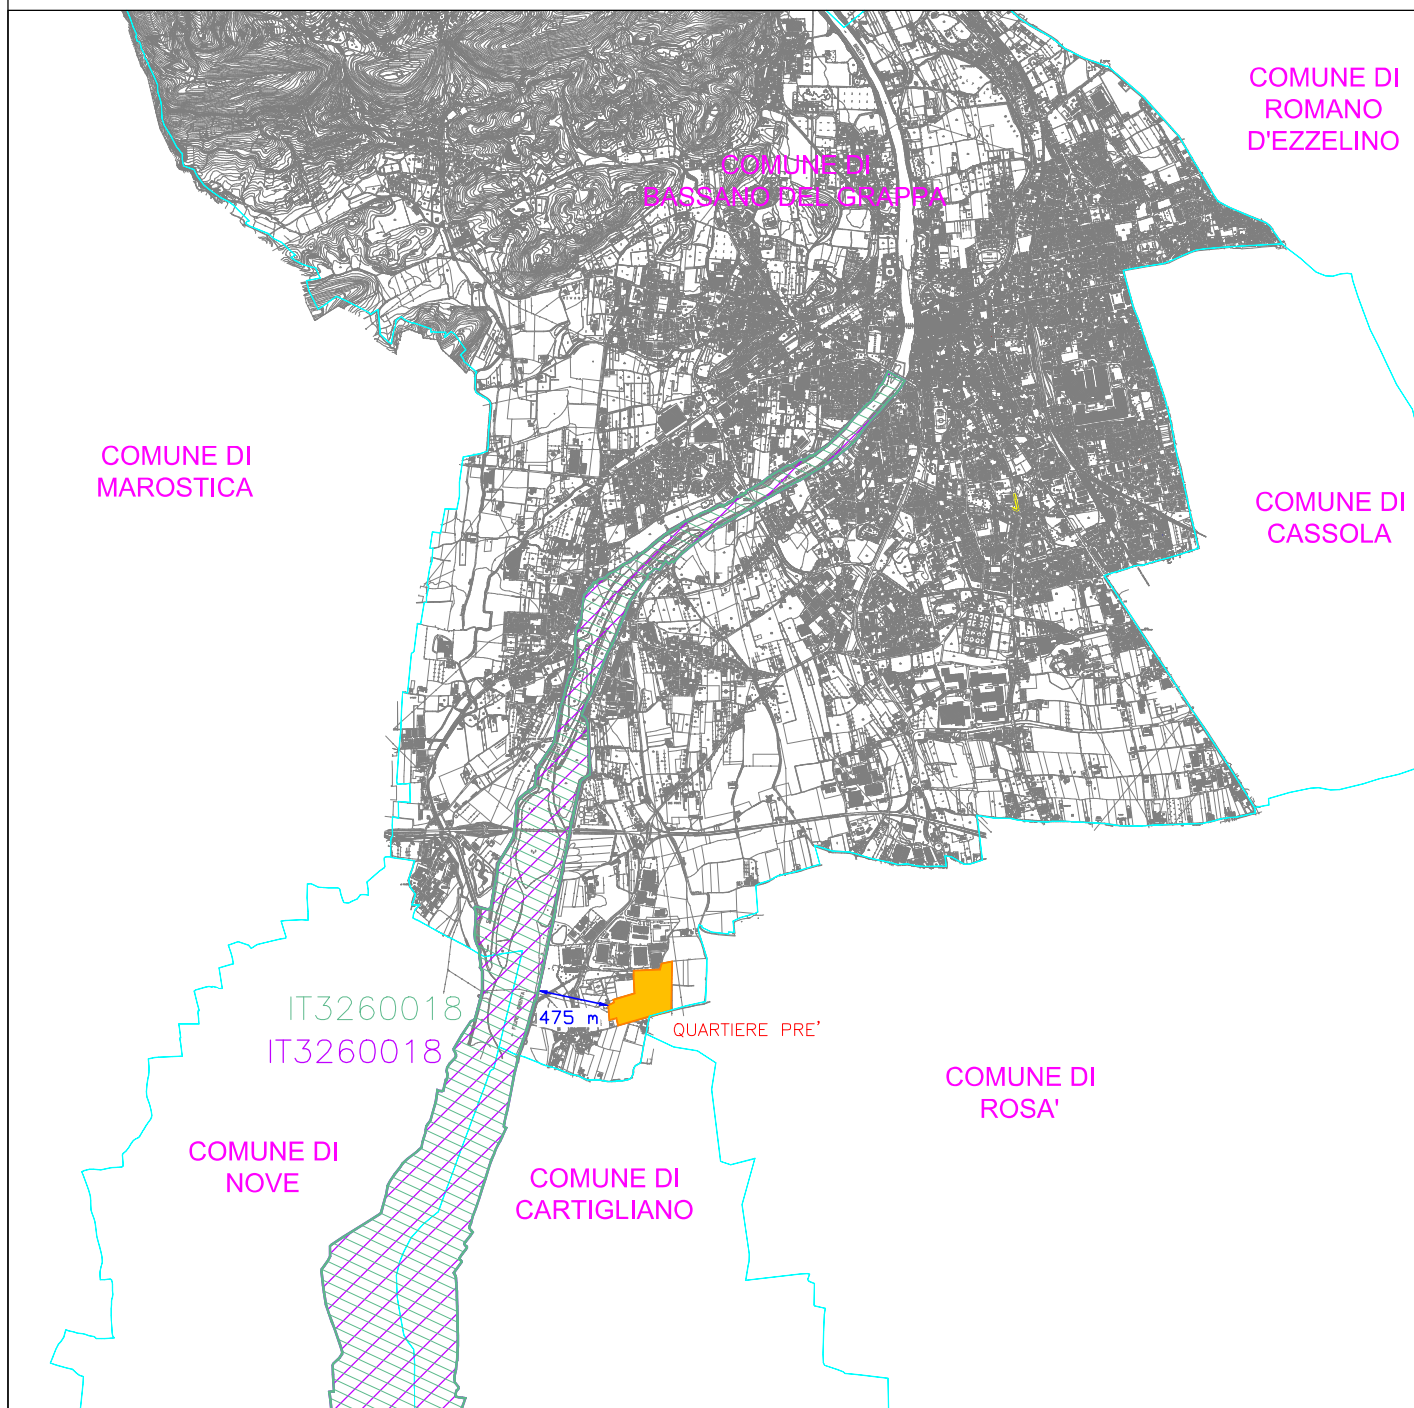 COMUNE DI
ROMANO
D'EZZELINO
COMUNE DI
BASSANO DEL GRAPPA
COMUNE DI
MAROSTICA
COMUNE DI
CASSOLA
IT3260018
IT3260018
475 m
QUARTIERE PRE'
COMUNE DI
ROSA'
COMUNE DI
NOVE
COMUNE DI
CARTIGLIANO